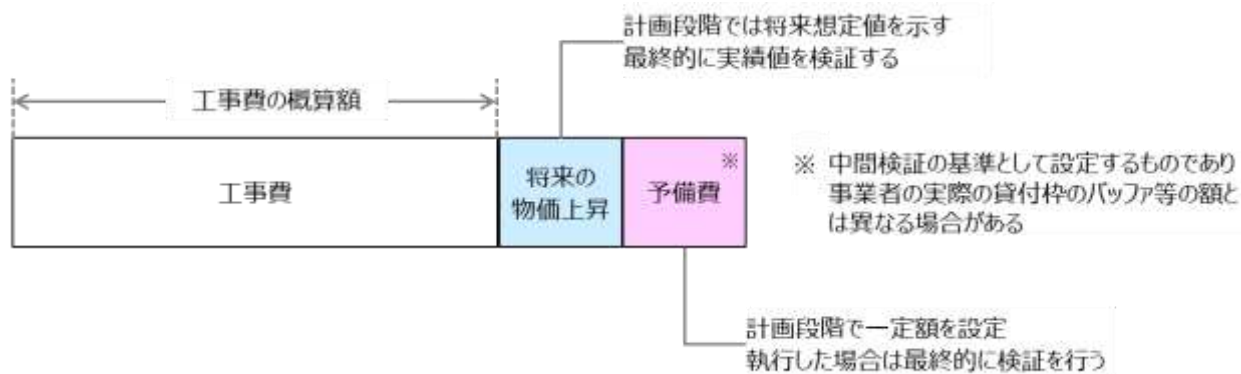 計画段階では将来想定値を示す
最終的に実績値を検証する
工事費の概算額
工事費
将来の
物価上昇
※
予備費
※ 中間検証の基準として設定するものであり
事業者の実際の貸付枠のバッファ等の額と
は異なる場合がある
計画段階で一定額を設定
執行した場合は最終的に検証を行う